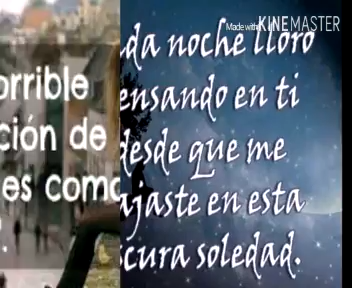 Made with KINEMASTER
orrible
ción de
es como
.
da noche lloro
ensando en ti
desde que me
ajaste en esta
scura soledad.